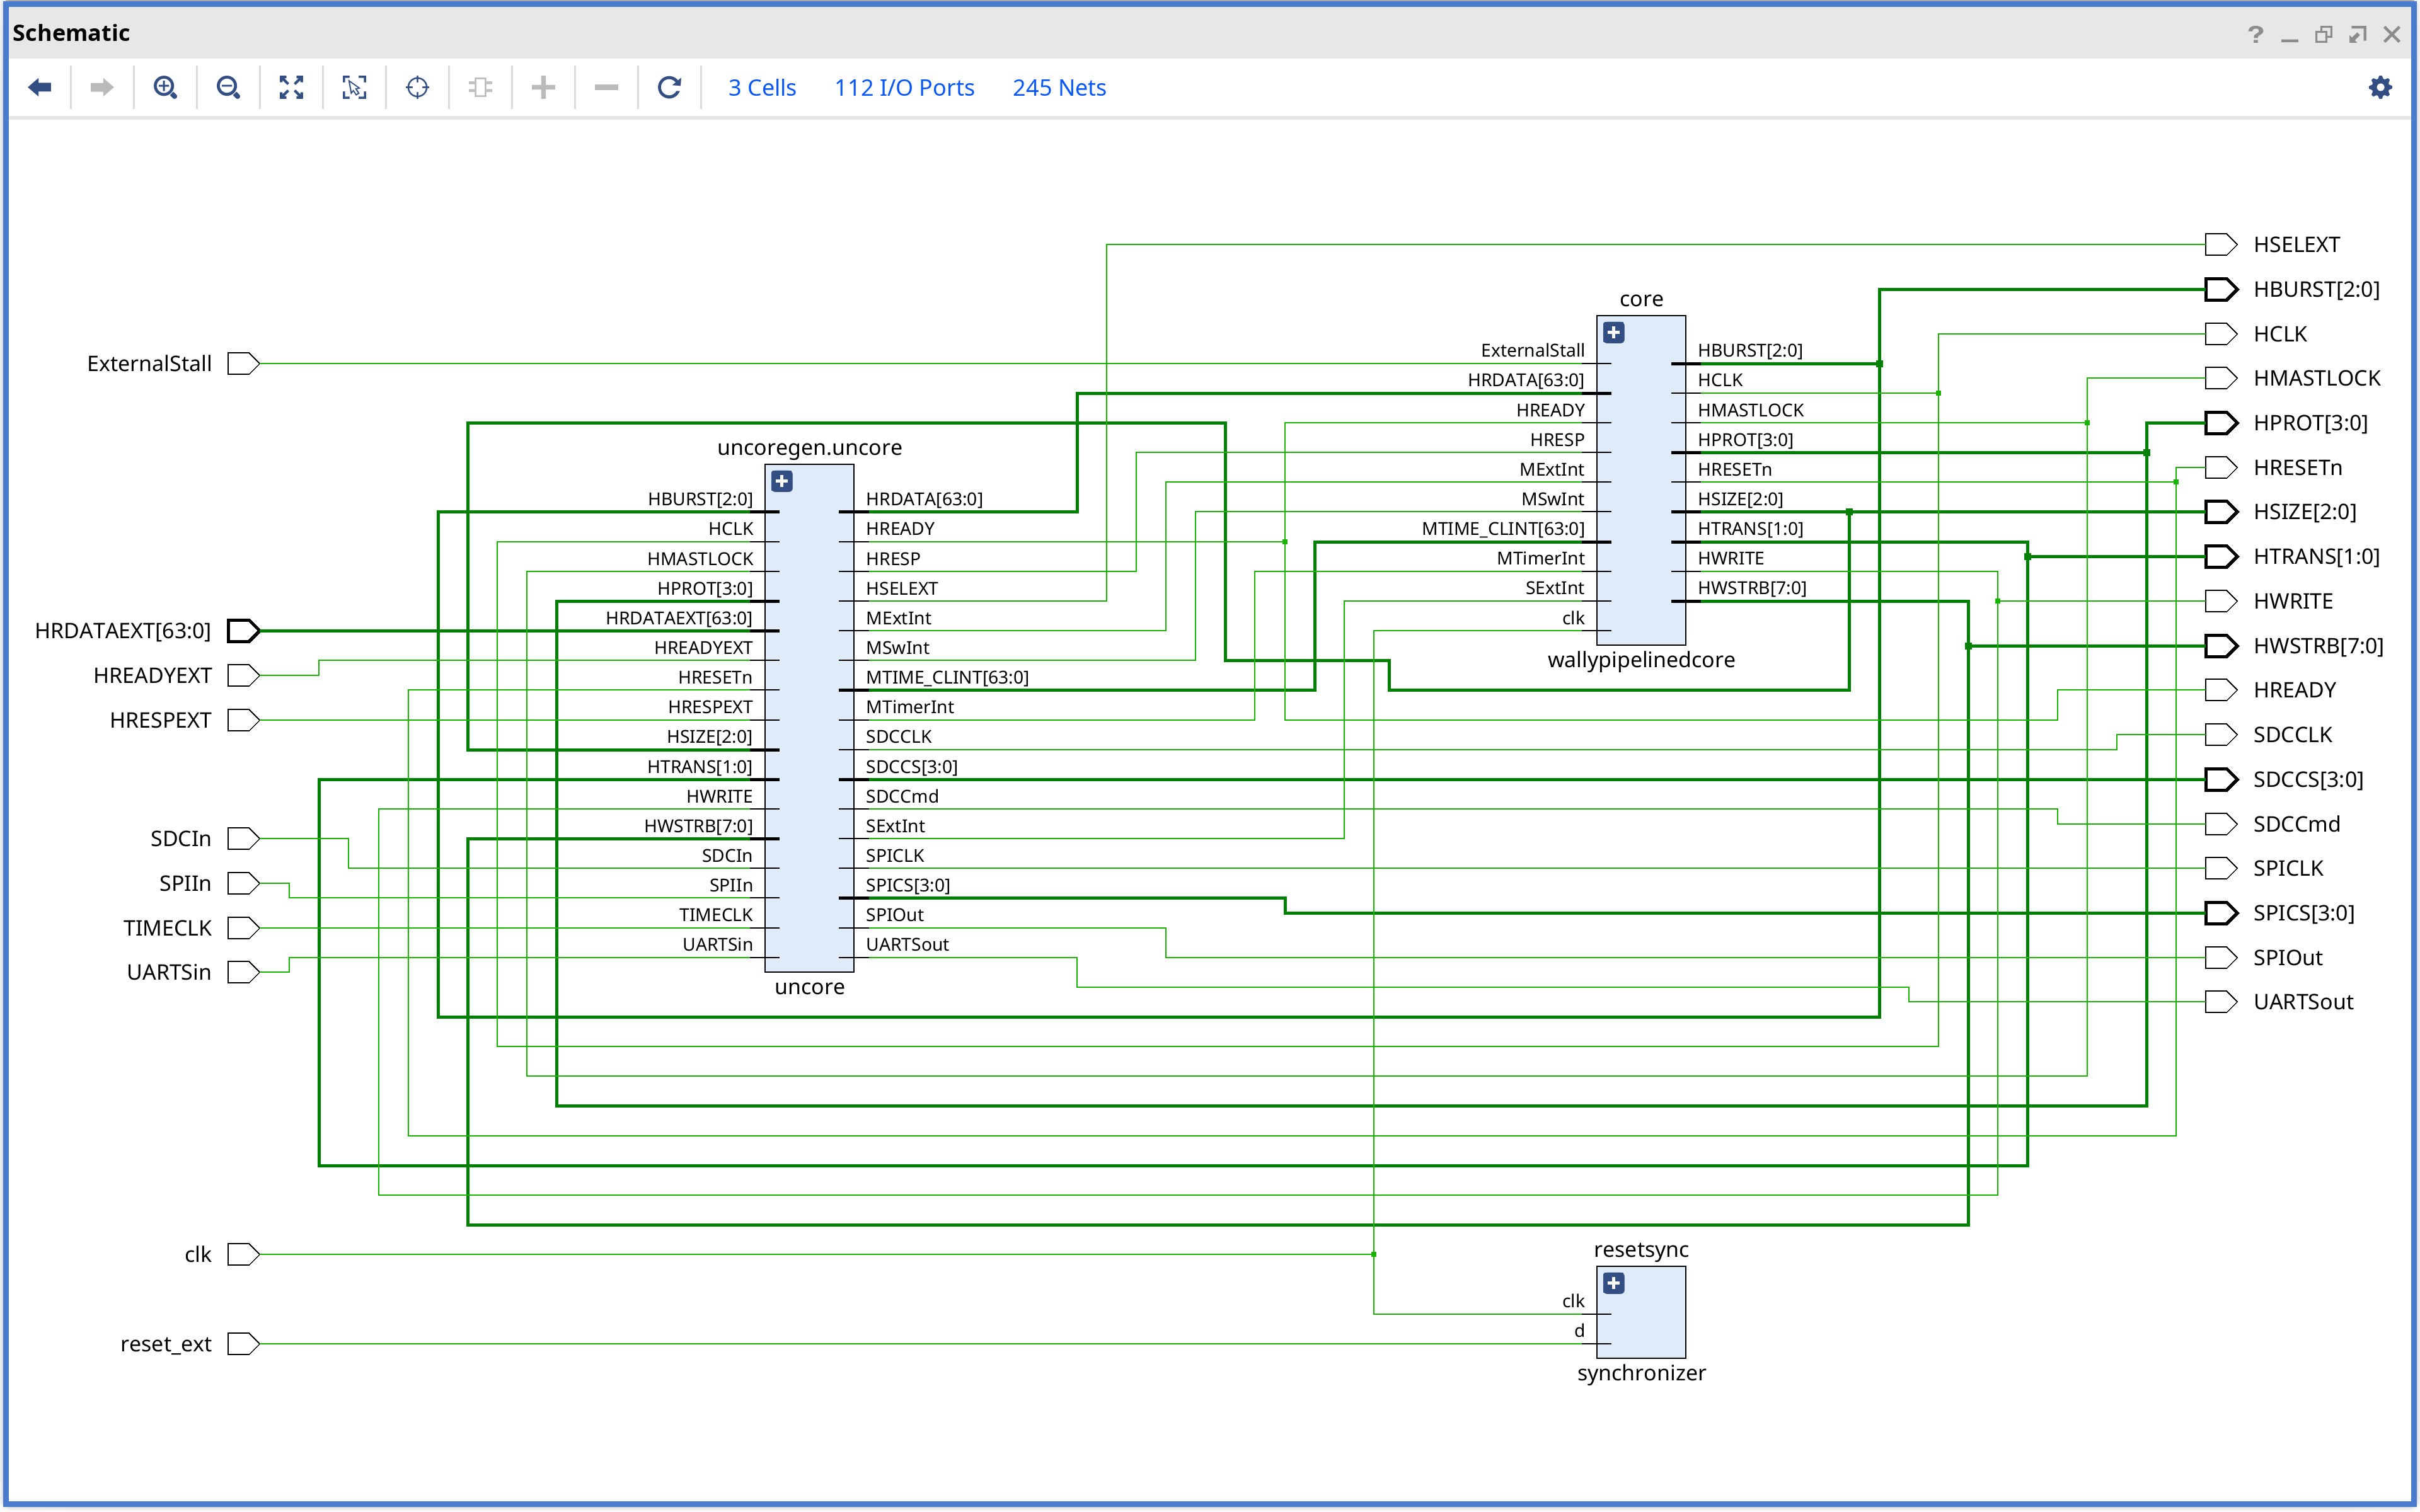 Schematic
3 Cells 112 I/O Ports 245 Nets
ExternalStall
HRDATAEXT[63:0]
HREADYEXT
HRESPEXT
SDCIn
SPIIn
TIMECLK
UARTSin
clk
reset_ext
uncoregen.uncore
HBURST[2:0]
HCLK
HMASTLOCK
HPROT[3:0]
HRDATAEXT[63:0]
HREADYEXT
HRESETn
HRESPEXT
HSIZE[2:0]
HTRANS[1:0]
HWRITE
HWSTRB[7:0]
SDCIn
SPIIn
TIMECLK
UARTSin
HRDATA[63:0]
HREADY
HRESP
HSELEXT
MExtInt
MSwInt
MTIME_CLINT[63:0]
MTimerInt
SDCCLK
SDCCS[3:0]
SDCCmd
SExtInt
SPICLK
SPICS[3:0]
SPIOut
UARTSout
uncore
core
ExternalStall
HRDATA[63:0]
HREADY
HRESP
MExtInt
MSwInt
MTIME_CLINT[63:0]
MTimerInt
SExtInt
clk
HBURST[2:0]
HCLK
HMASTLOCK
HPROT[3:0]
HRESETn
HSIZE[2:0]
HTRANS[1:0]
HWRITE
HWSTRB[7:0]
wallypipelinedcore
resetsync
clk
d
synchronizer
HSELEXT
HBURST[2:0]
HCLK
HMASTLOCK
HPROT[3:0]
HRESETn
HSIZE[2:0]
HTRANS[1:0]
HWRITE
HWSTRB[7:0]
HREADY
SDCCLK
SDCCS[3:0]
SDCCmd
SPICLK
SPICS[3:0]
SPIOut
UARTSout